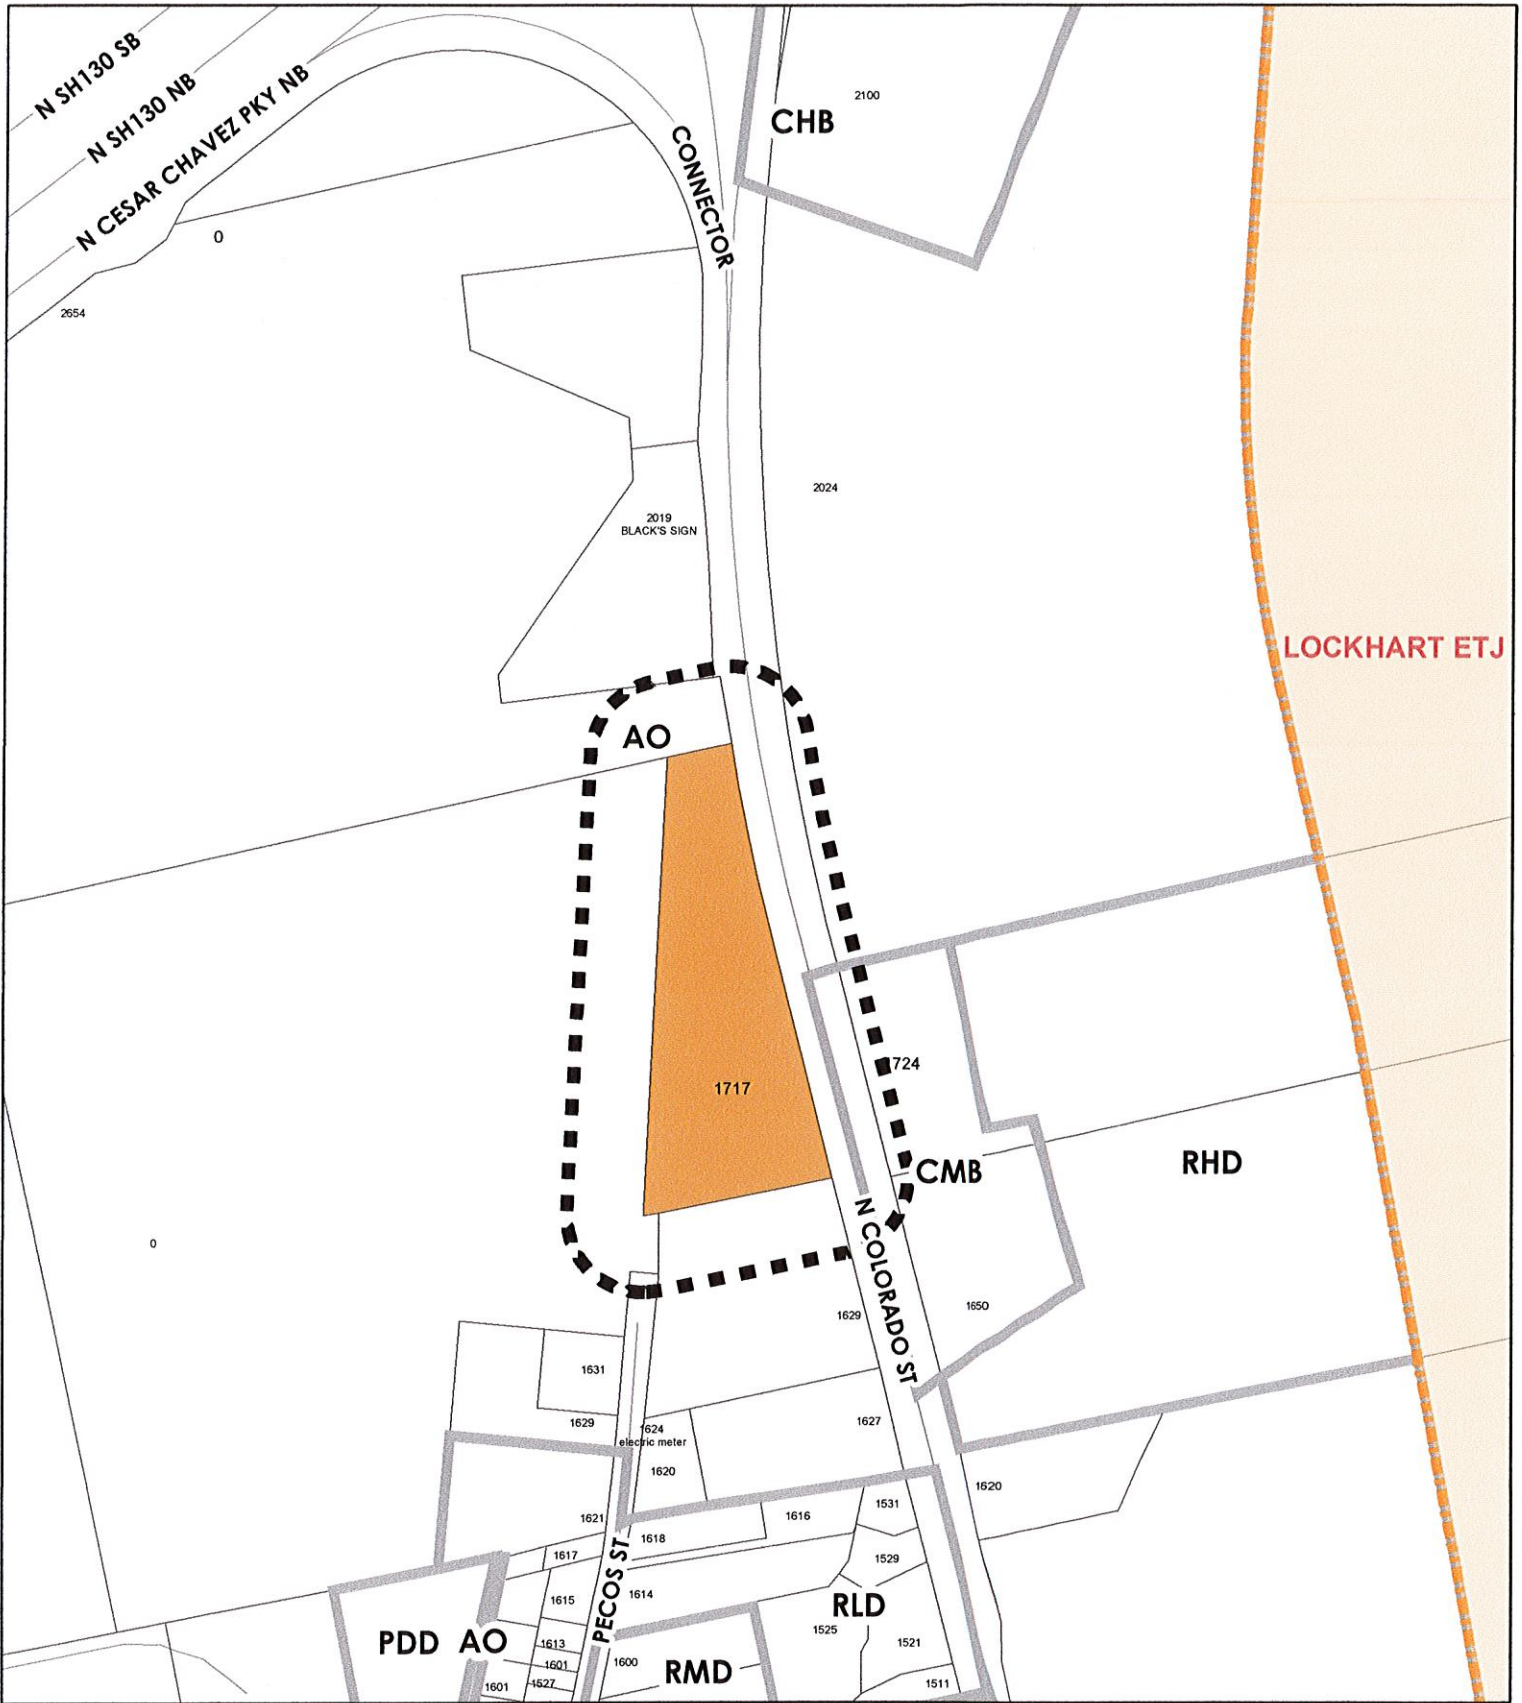 N SH130 SB
N SH130 NB
N CESAR CHAVEZ PKY NB
CONNECTOR
CHB
2100
0
2654
2024
2019
BLACK'S SIGN
LOCKHART ETJ
AO
1717
1724
CMB
RHD
N COLORADO ST
0
1650
1629
1631
1629
1624
electric meter
1627
1620
1620
1621
1618
1616
1531
1617
1529
PECOS ST
1615
1614
RLD
1525
1521
PDD
AO
1613
1601
1600
RMD
1601
1527
1511